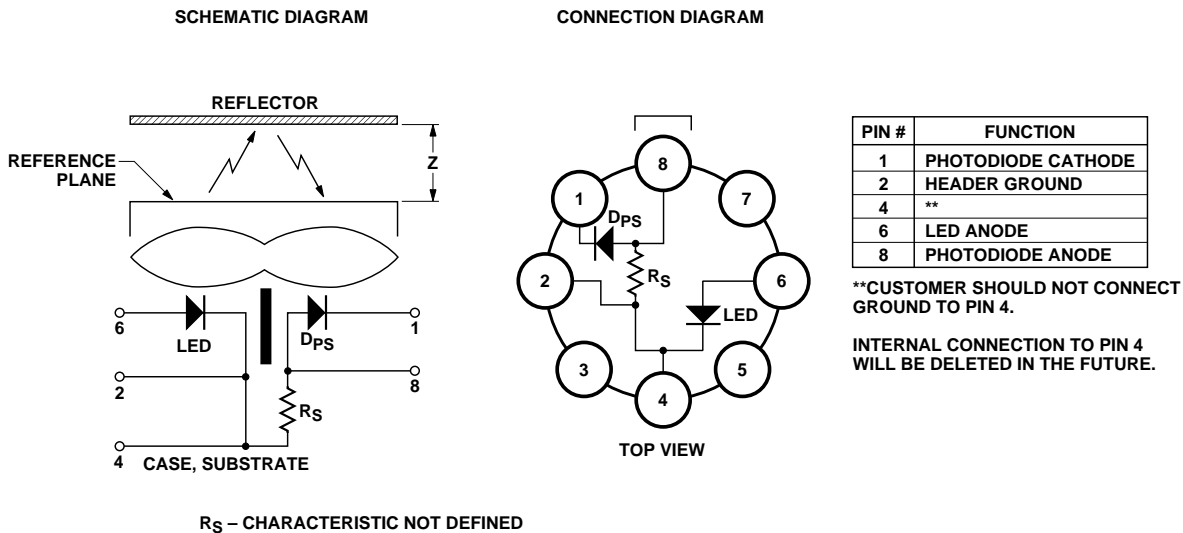 SCHEMATIC DIAGRAM
REFLECTOR
REFERENCE
PLANE
Z
6
LED
DPS
1
2
8
RS
4
CASE, SUBSTRATE
RS – CHARACTERISTIC NOT DEFINED
CONNECTION DIAGRAM
8
1
7
DPS
2
RS
6
LED
3
5
4
TOP VIEW
PIN # FUNCTION
1 PHOTODIODE CATHODE
2 HEADER GROUND
4 **
6 LED ANODE
8 PHOTODIODE ANODE
**CUSTOMER SHOULD NOT CONNECT
GROUND TO PIN 4.
INTERNAL CONNECTION TO PIN 4
WILL BE DELETED IN THE FUTURE.